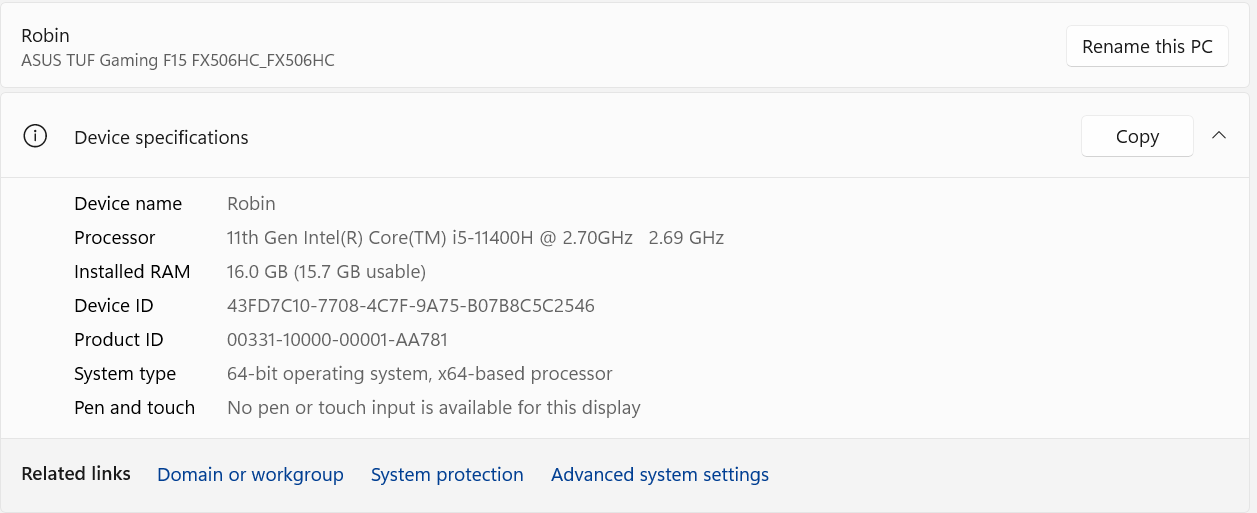 Robin
ASUS TUF Gaming F15 FX506HC_FX506HC
Rename this PC
Device specifications
Copy
Device name Robin
Processor 11th Gen Intel(R) Core(TM) i5-11400H @ 2.70GHz 2.69 GHz
Installed RAM 16.0 GB (15.7 GB usable)
Device ID 43FD7C10-7708-4C7F-9A75-B07B8C5C2546
Product ID 00331-10000-00001-AA781
System type 64-bit operating system, x64-based processor
Pen and touch No pen or touch input is available for this display
Related links Domain or workgroup System protection Advanced system settings